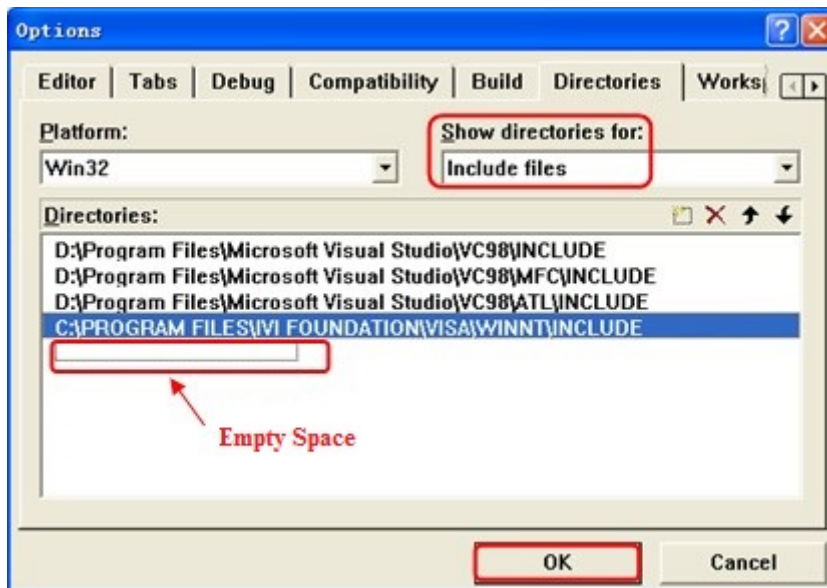 Options
Editor Tabs Debug Compatibility Build Directories Works
Platform: Show directories for:
Win32 Include files
Directories:
D:\Program Files\Microsoft Visual Studio\VC98\INCLUDE
D:\Program Files\Microsoft Visual Studio\VC98\MFC\INCLUDE
D:\Program Files\Microsoft Visual Studio\VC98\ATL\INCLUDE
C:\PROGRAM FILES\IVI FOUNDATION\VISA\WINNT\INCLUDE
Empty Space
OK Cancel